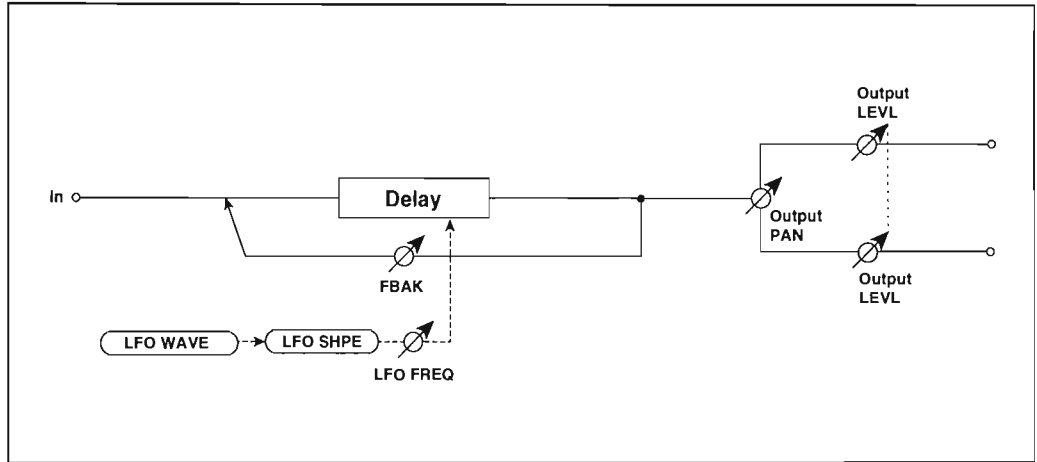 Output
LEVL
In
Delay
Output
PAN
FBAK
Output
LEVL
LFO WAVE
LFO SHPE
LFO FREQ